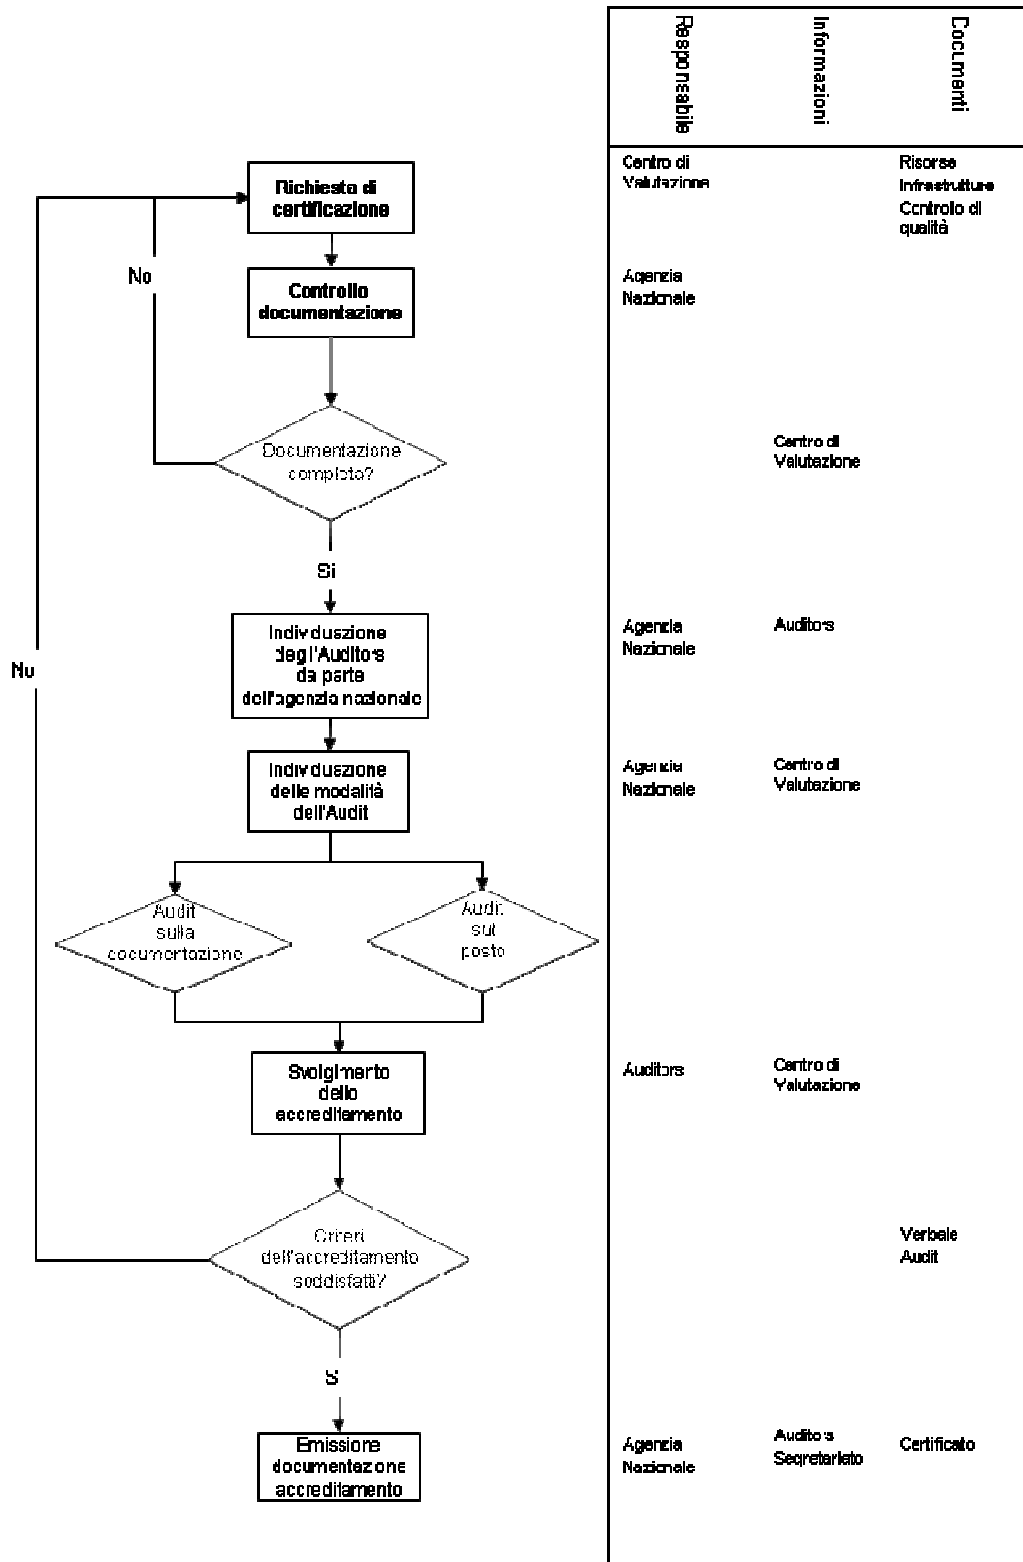 Responsabile
Informazioni
Documenti
Centro di
Valutazione
Risorse
Infrastrutture
Controllo di
qualità
Richiesta di
certificazione
No
Controllo
documentazione
Agenzia
Nazionale
Documentazione
completa?
Centro di
Valutazione
Si
Individuazione
degl'Auditors
da parte
dell'agenzia nazionale
Agenzia
Nazionale
Auditors
No
Individuazione
delle modalità
dell'Audit
Agenzia
Nazionale
Centro di
Valutazione
Audit
sulla
documentazione
Audit
sul
posto
Svolgimento
dello
accreditamento
Auditors
Centro di
Valutazione
Criteri
dell'accreditamento
soddisfatti?
Verbale
Audit
Si
Emissione
documentazione
accreditamento
Agenzia
Nazionale
Auditors
Segretariato
Certificato